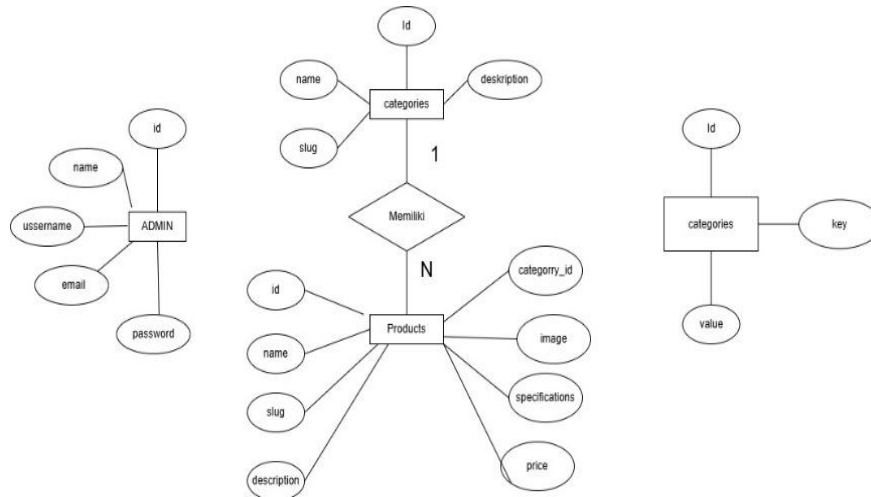 Id
name
deskription
categories
slug
1
Memiliki
N
id
name
ussername
ADMIN
email
password
id
categorry_id
Products
name
image
slug
specifications
description
price
Id
categories
key
value